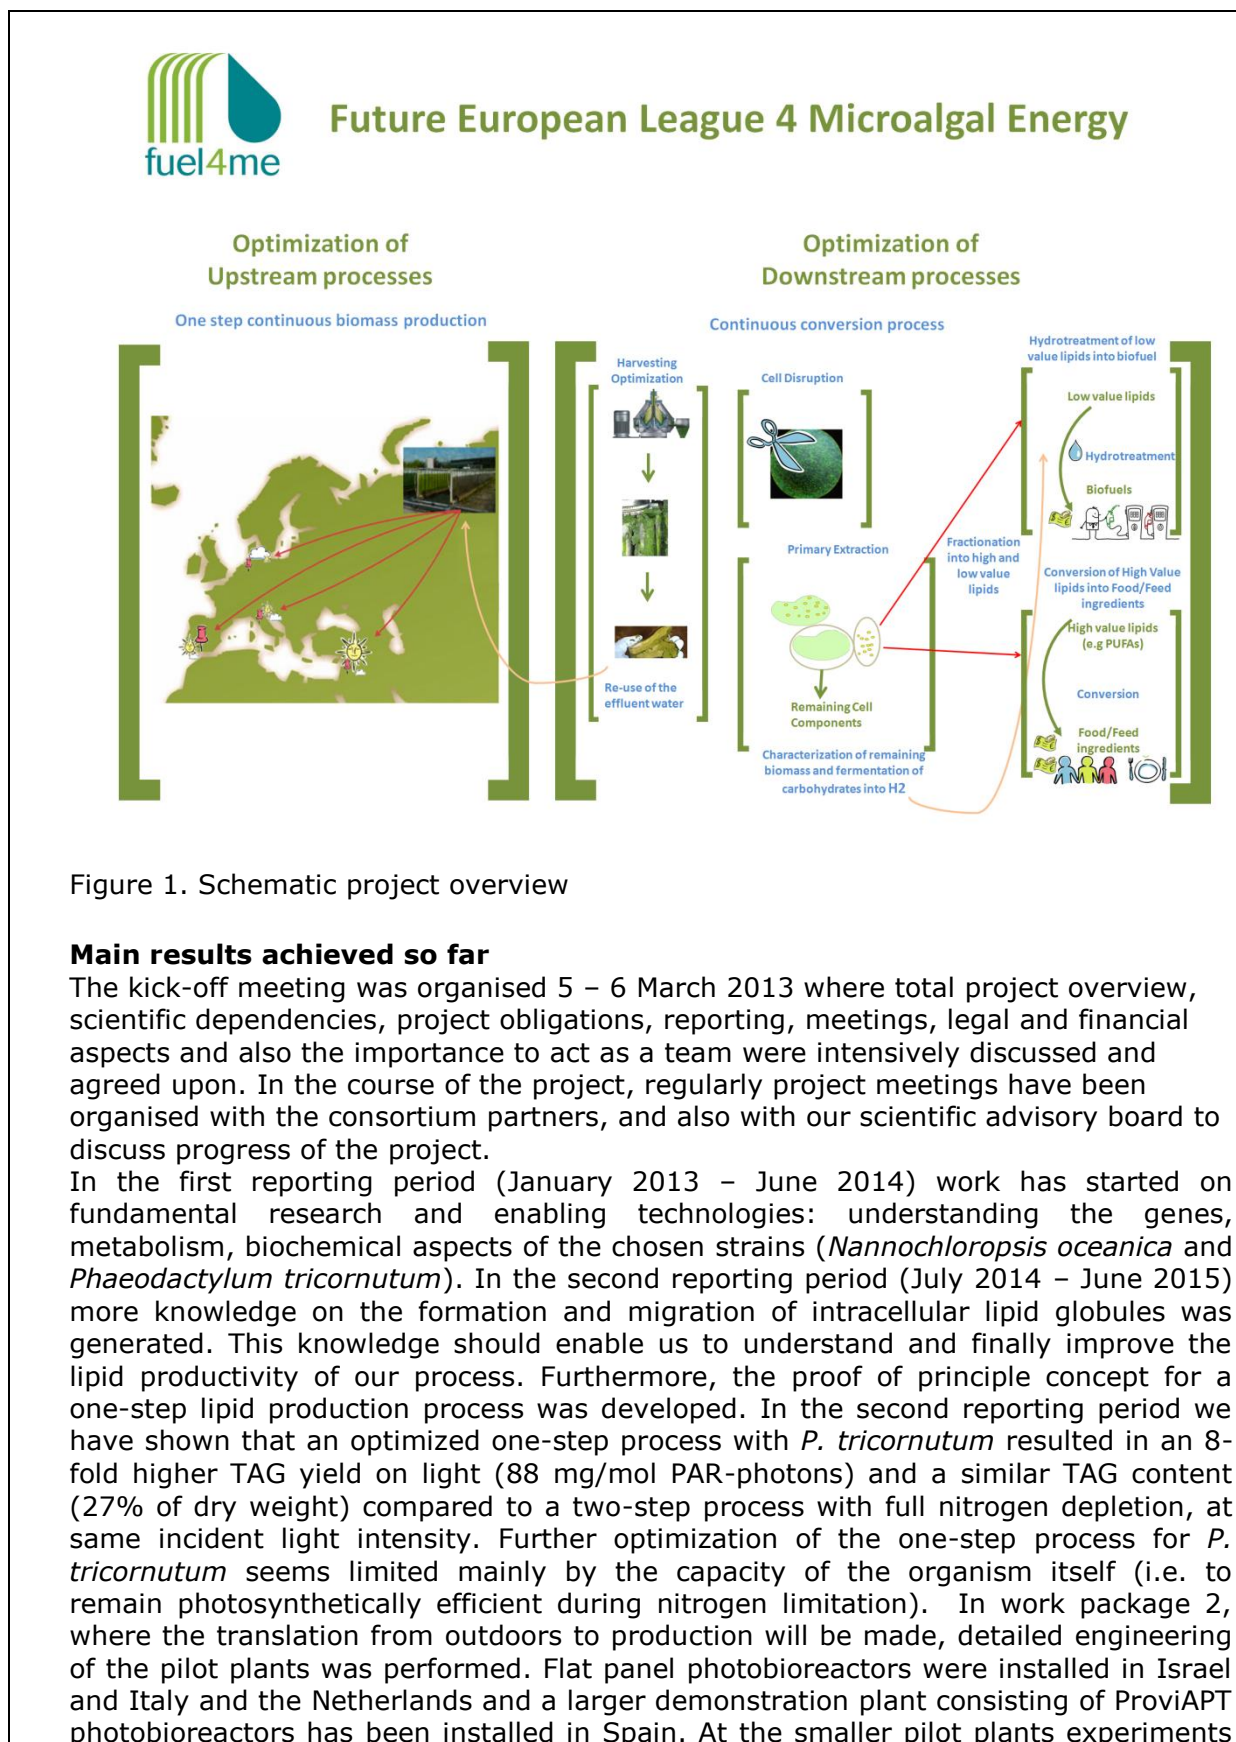 fuel4me
Future European League 4 Microalgal Energy
Optimization of
Upstream processes
One step continuous biomass production
Optimization of
Downstream processes
Continuous conversion process
Harvesting
Optimization
Re-use of the
effluent water
Cell Disruption
Primary Extraction
Remaining Cell
Components
Characterization of remaining
biomass and fermentation of
carbohydrates into H2
Fractionation
into high and
low value
lipids
Hydrotreatment of low
value lipids into biofuel
Low value lipids
Hydrotreatment
Biofuels
Conversion of High Value
lipids into Food/Feed
ingredients
High value lipids
(e.g PUFAs)
Conversion
Food/Feed
ingredients
Figure 1. Schematic project overview
Main results achieved so far
The kick-off meeting was organised 5 – 6 March 2013 where total project overview,
scientific dependencies, project obligations, reporting, meetings, legal and financial
aspects and also the importance to act as a team were intensively discussed and
agreed upon. In the course of the project, regularly project meetings have been
organised with the consortium partners, and also with our scientific advisory board to
discuss progress of the project.
In the first reporting period (January 2013 – June 2014) work has started on
fundamental research and enabling technologies: understanding the genes,
metabolism, biochemical aspects of the chosen strains (Nannochloropsis oceanica and
Phaeodactylum tricornutum). In the second reporting period (July 2014 – June 2015)
more knowledge on the formation and migration of intracellular lipid globules was
generated. This knowledge should enable us to understand and finally improve the
lipid productivity of our process. Furthermore, the proof of principle concept for a
one-step lipid production process was developed. In the second reporting period we
have shown that an optimized one-step process with P. tricornutum resulted in an 8-
fold higher TAG yield on light (88 mg/mol PAR-photons) and a similar TAG content
(27% of dry weight) compared to a two-step process with full nitrogen depletion, at
same incident light intensity. Further optimization of the one-step process for P.
tricornutum seems limited mainly by the capacity of the organism itself (i.e. to
remain photosynthetically efficient during nitrogen limitation). In work package 2,
where the translation from outdoors to production will be made, detailed engineering
of the pilot plants was performed. Flat panel photobioreactors were installed in Israel
and Italy and the Netherlands and a larger demonstration plant consisting of ProviAPT
photobioreactors has been installed in Spain. At the smaller pilot plants experiments